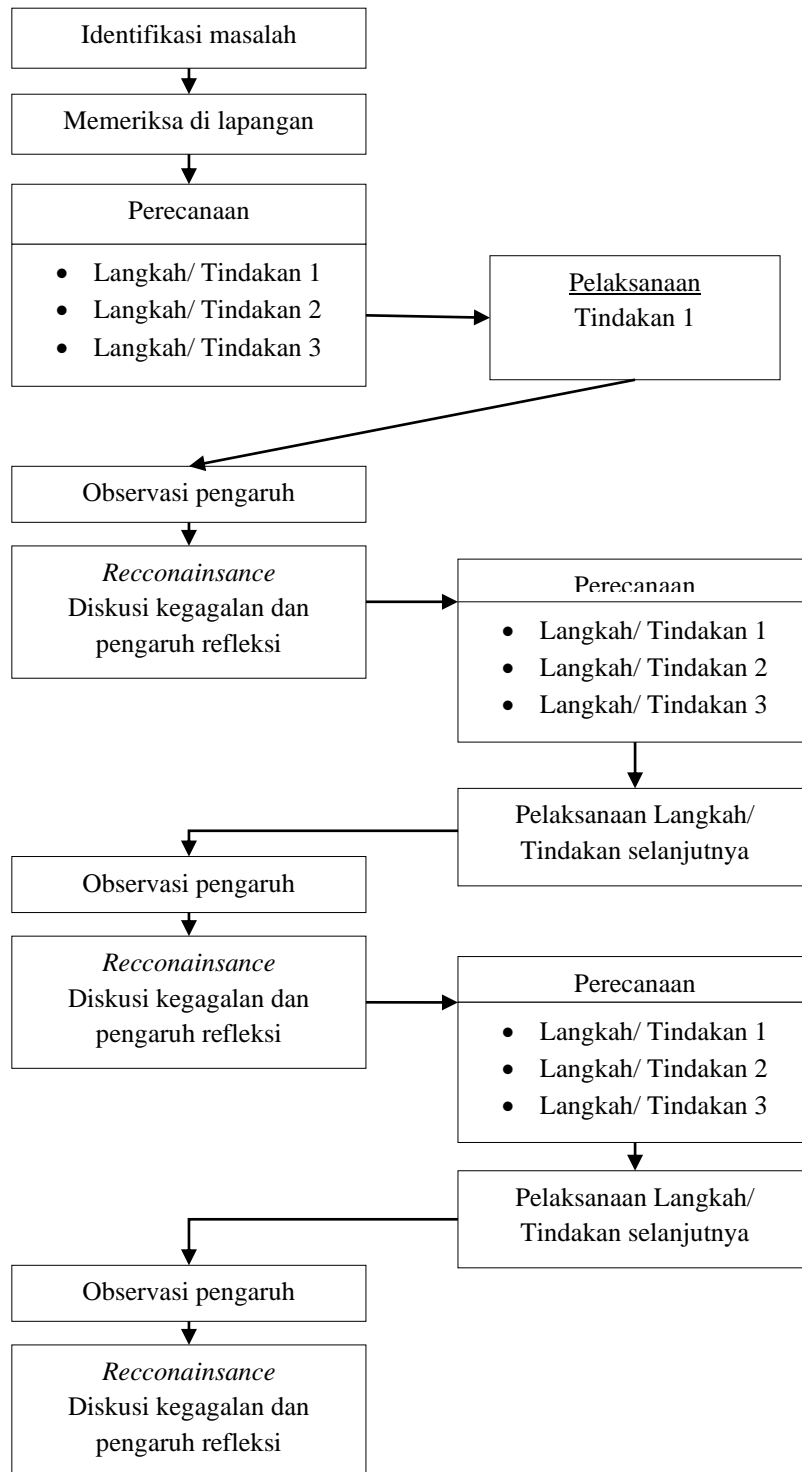 Identifikasi masalah
Memeriksa di lapangan
Perecanaan
• Langkah/ Tindakan 1
• Langkah/ Tindakan 2
• Langkah/ Tindakan 3
Pelaksanaan
Tindakan 1
Observasi pengaruh
Recconainsance
Diskusi kegagalan dan
pengaruh refleksi
Perecanaan
• Langkah/ Tindakan 1
• Langkah/ Tindakan 2
• Langkah/ Tindakan 3
Pelaksanaan Langkah/
Tindakan selanjutnya
Observasi pengaruh
Recconainsance
Diskusi kegagalan dan
pengaruh refleksi
Perecanaan
• Langkah/ Tindakan 1
• Langkah/ Tindakan 2
• Langkah/ Tindakan 3
Pelaksanaan Langkah/
Tindakan selanjutnya
Observasi pengaruh
Recconainsance
Diskusi kegagalan dan
pengaruh refleksi